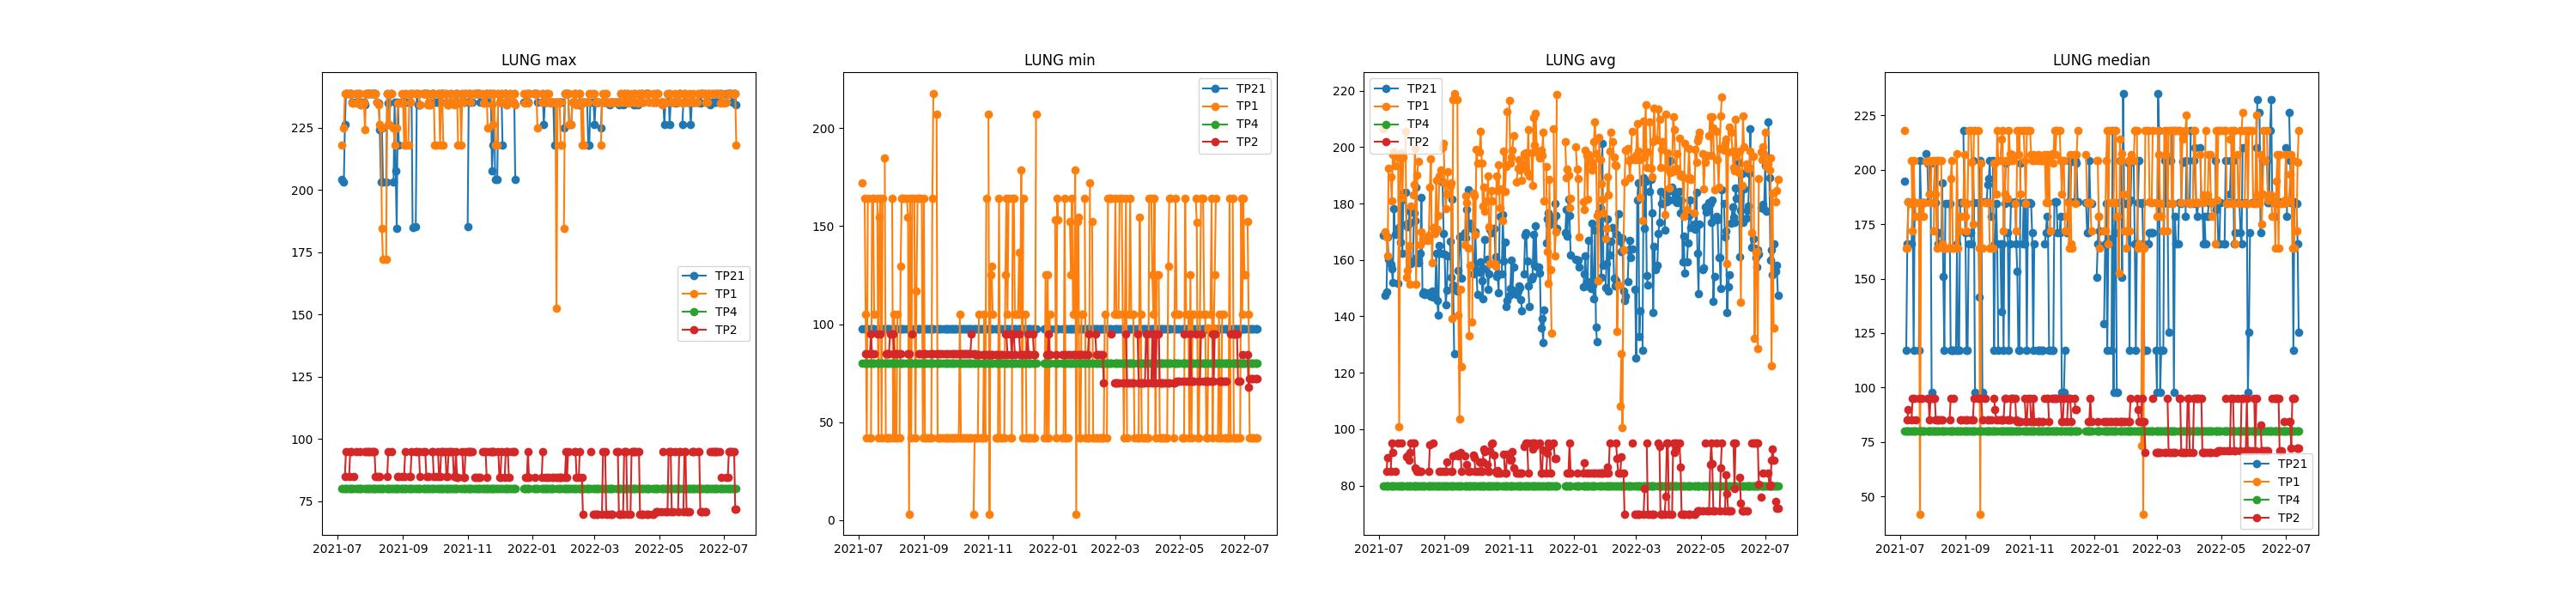 LUNG max
225
200
175
150
125
100
75
2021-07 2021-09 2021-11 2022-01 2022-03 2022-05 2022-07
TP21
TP1
TP4
TP2
LUNG min
200
150
100
50
0
2021-07 2021-09 2021-11 2022-01 2022-03 2022-05 2022-07
TP21
TP1
TP4
TP2
LUNG avg
220
200
180
160
140
120
100
80
2021-07 2021-09 2021-11 2022-01 2022-03 2022-05 2022-07
TP21
TP1
TP4
TP2
LUNG median
225
200
175
150
125
100
75
50
2021-07 2021-09 2021-11 2022-01 2022-03 2022-05 2022-07
TP21
TP1
TP4
TP2